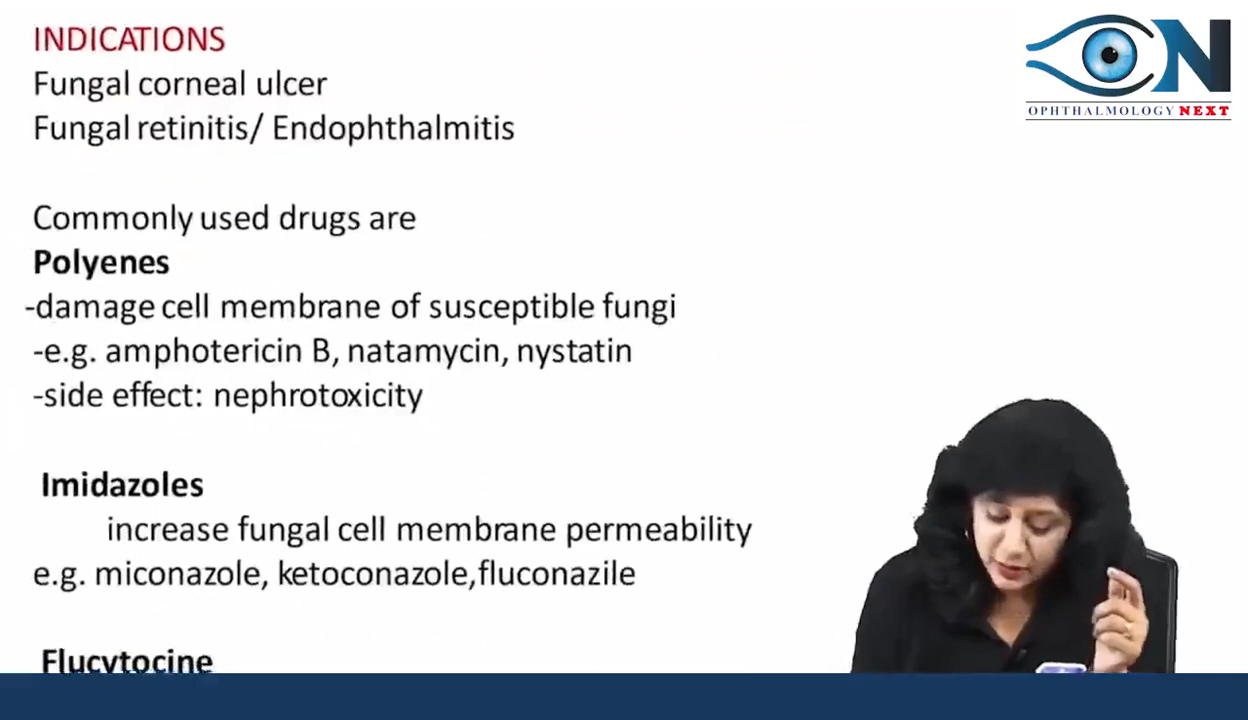 INDICATIONS
Fungal corneal ulcer
Fungal retinitis/ Endophthalmitis
Commonly used drugs are
Polyenes
-damage cell membrane of susceptible fungi
-e.g. amphotericin B, natamycin, nystatin
-side effect: nephrotoxicity
Imidazoles
increase fungal cell membrane permeability
e.g. miconazole, ketoconazole,fluconazile
Flucytocine
ON
OPHTHALMOLOGY NEXT